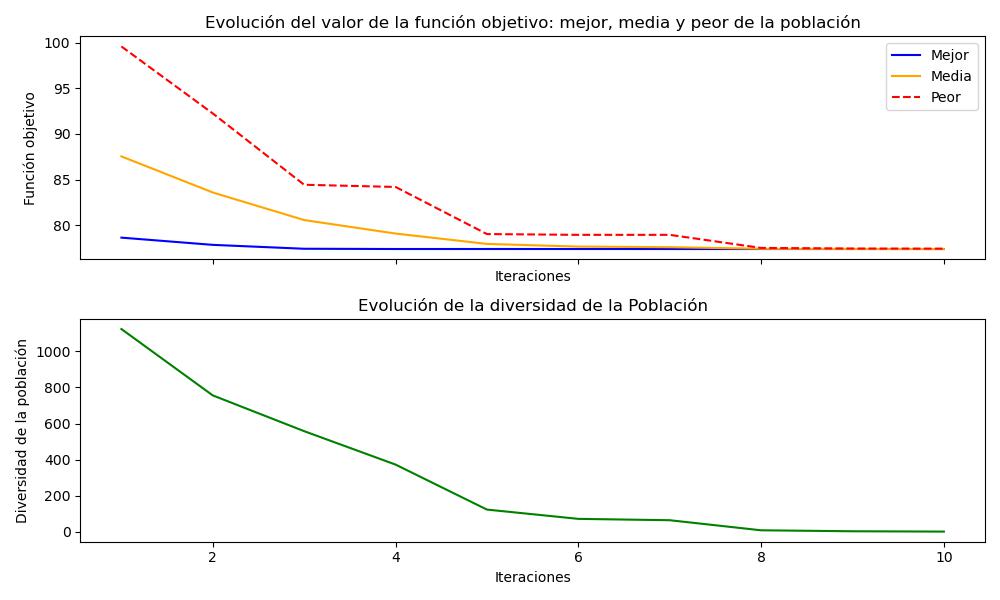 Evolución del valor de la función objetivo: mejor, media y peor de la población
100
95
90
85
80
Función objetivo
Mejor
Media
Peor
Iteraciones
Evolución de la diversidad de la Población
1000
800
600
400
200
0
Diversidad de la población
2
4
6
8
10
Iteraciones